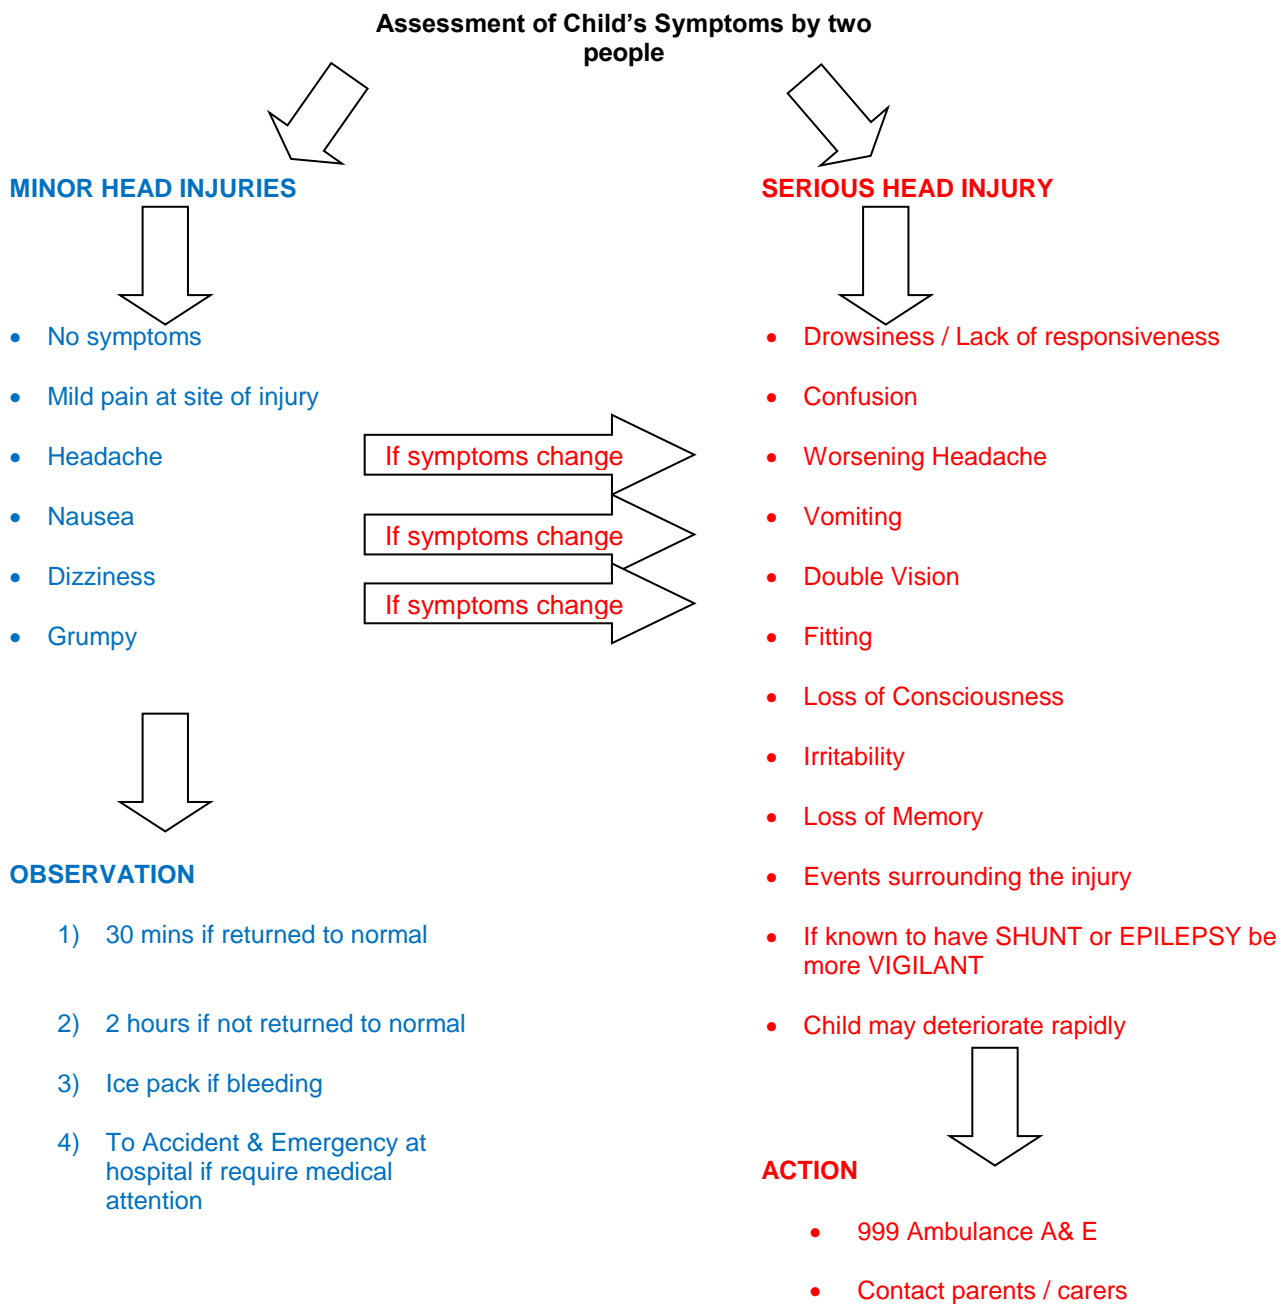 Assessment of Child’s Symptoms by two
people
MINOR HEAD INJURIES
• No symptoms
• Mild pain at site of injury
• Headache
• Nausea
• Dizziness
• Grumpy
If symptoms change
If symptoms change
If symptoms change
OBSERVATION
1) 30 mins if returned to normal
2) 2 hours if not returned to normal
3) Ice pack if bleeding
4) To Accident & Emergency at
hospital if require medical
attention
SERIOUS HEAD INJURY
• Drowsiness / Lack of responsiveness
• Confusion
• Worsening Headache
• Vomiting
• Double Vision
• Fitting
• Loss of Consciousness
• Irritability
• Loss of Memory
• Events surrounding the injury
• If known to have SHUNT or EPILEPSY be
more VIGILANT
• Child may deteriorate rapidly
ACTION
• 999 Ambulance A& E
• Contact parents / carers